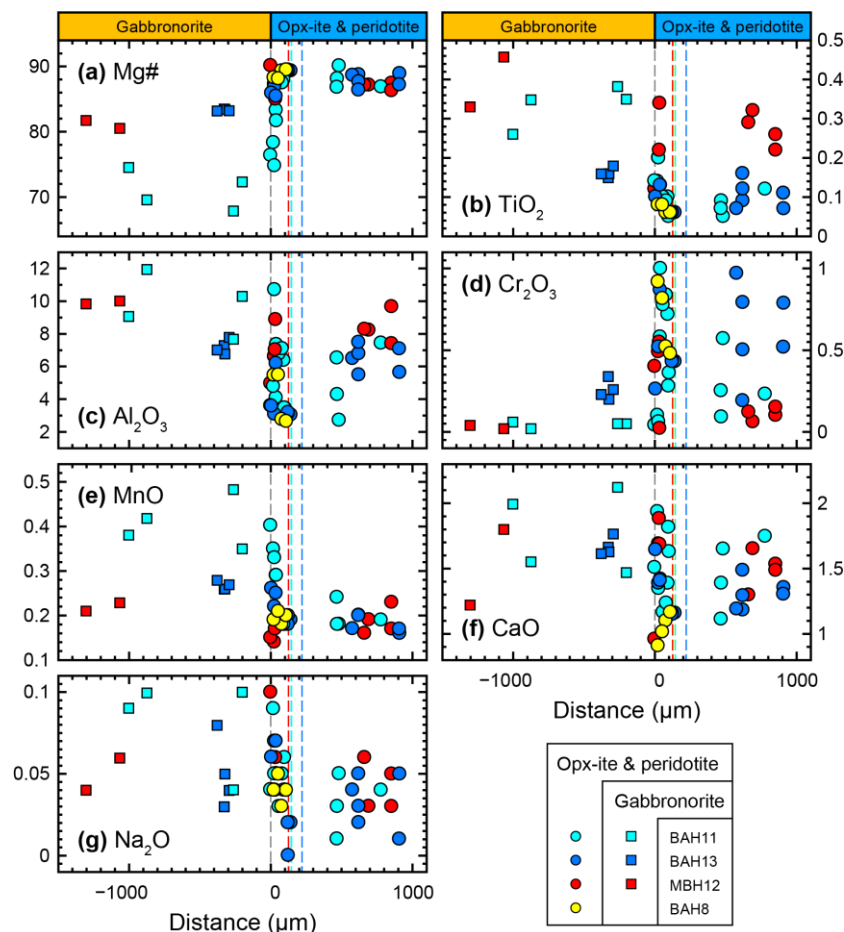 Gabbronorite Opx-ite & peridotite Gabbronorite Opx-ite & peridotite
(a) Mg#
90
80
70
(b) TiO₂
0.5
0.4
0.3
0.2
0.1
0
(c) Al₂O₃
12
10
8
6
4
2
(d) Cr₂O₃
1
0.5
0
(e) MnO
0.5
0.4
0.3
0.2
0.1
(f) CaO
2
1.5
1
−1000 0 1000
Distance (µm)
(g) Na₂O
0.1
0.05
0
−1000 0 1000
Distance (µm)
Opx-ite & peridotite
Gabbronorite
BAH11
BAH13
MBH12
BAH8